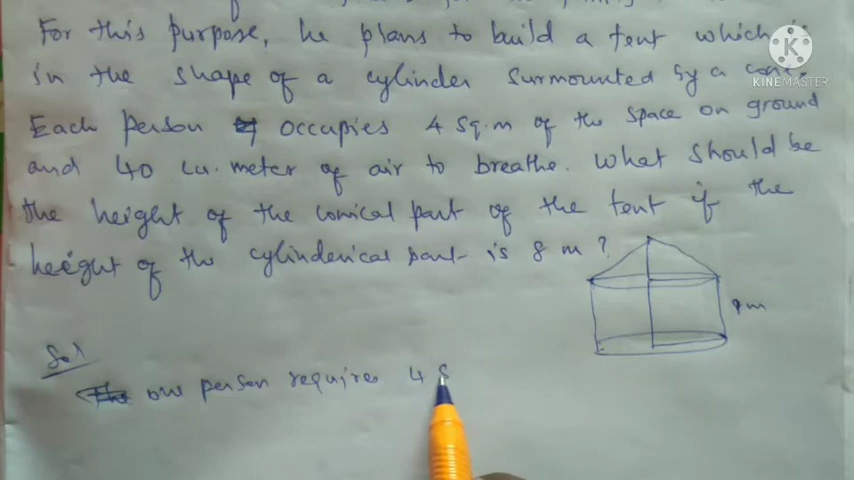 For this purpose, he plans to build a tent which is
in the shape of a cylinder surmounted by a cone.
Each person occupies 4 sq.m of the space on ground
and 40 cu.meter of air to breathe. What should be
the height of the conical part of the tent if the
height of the cylinderical part is 8 m?
8m
Sol
one person requires 4 S
KINEMASTER